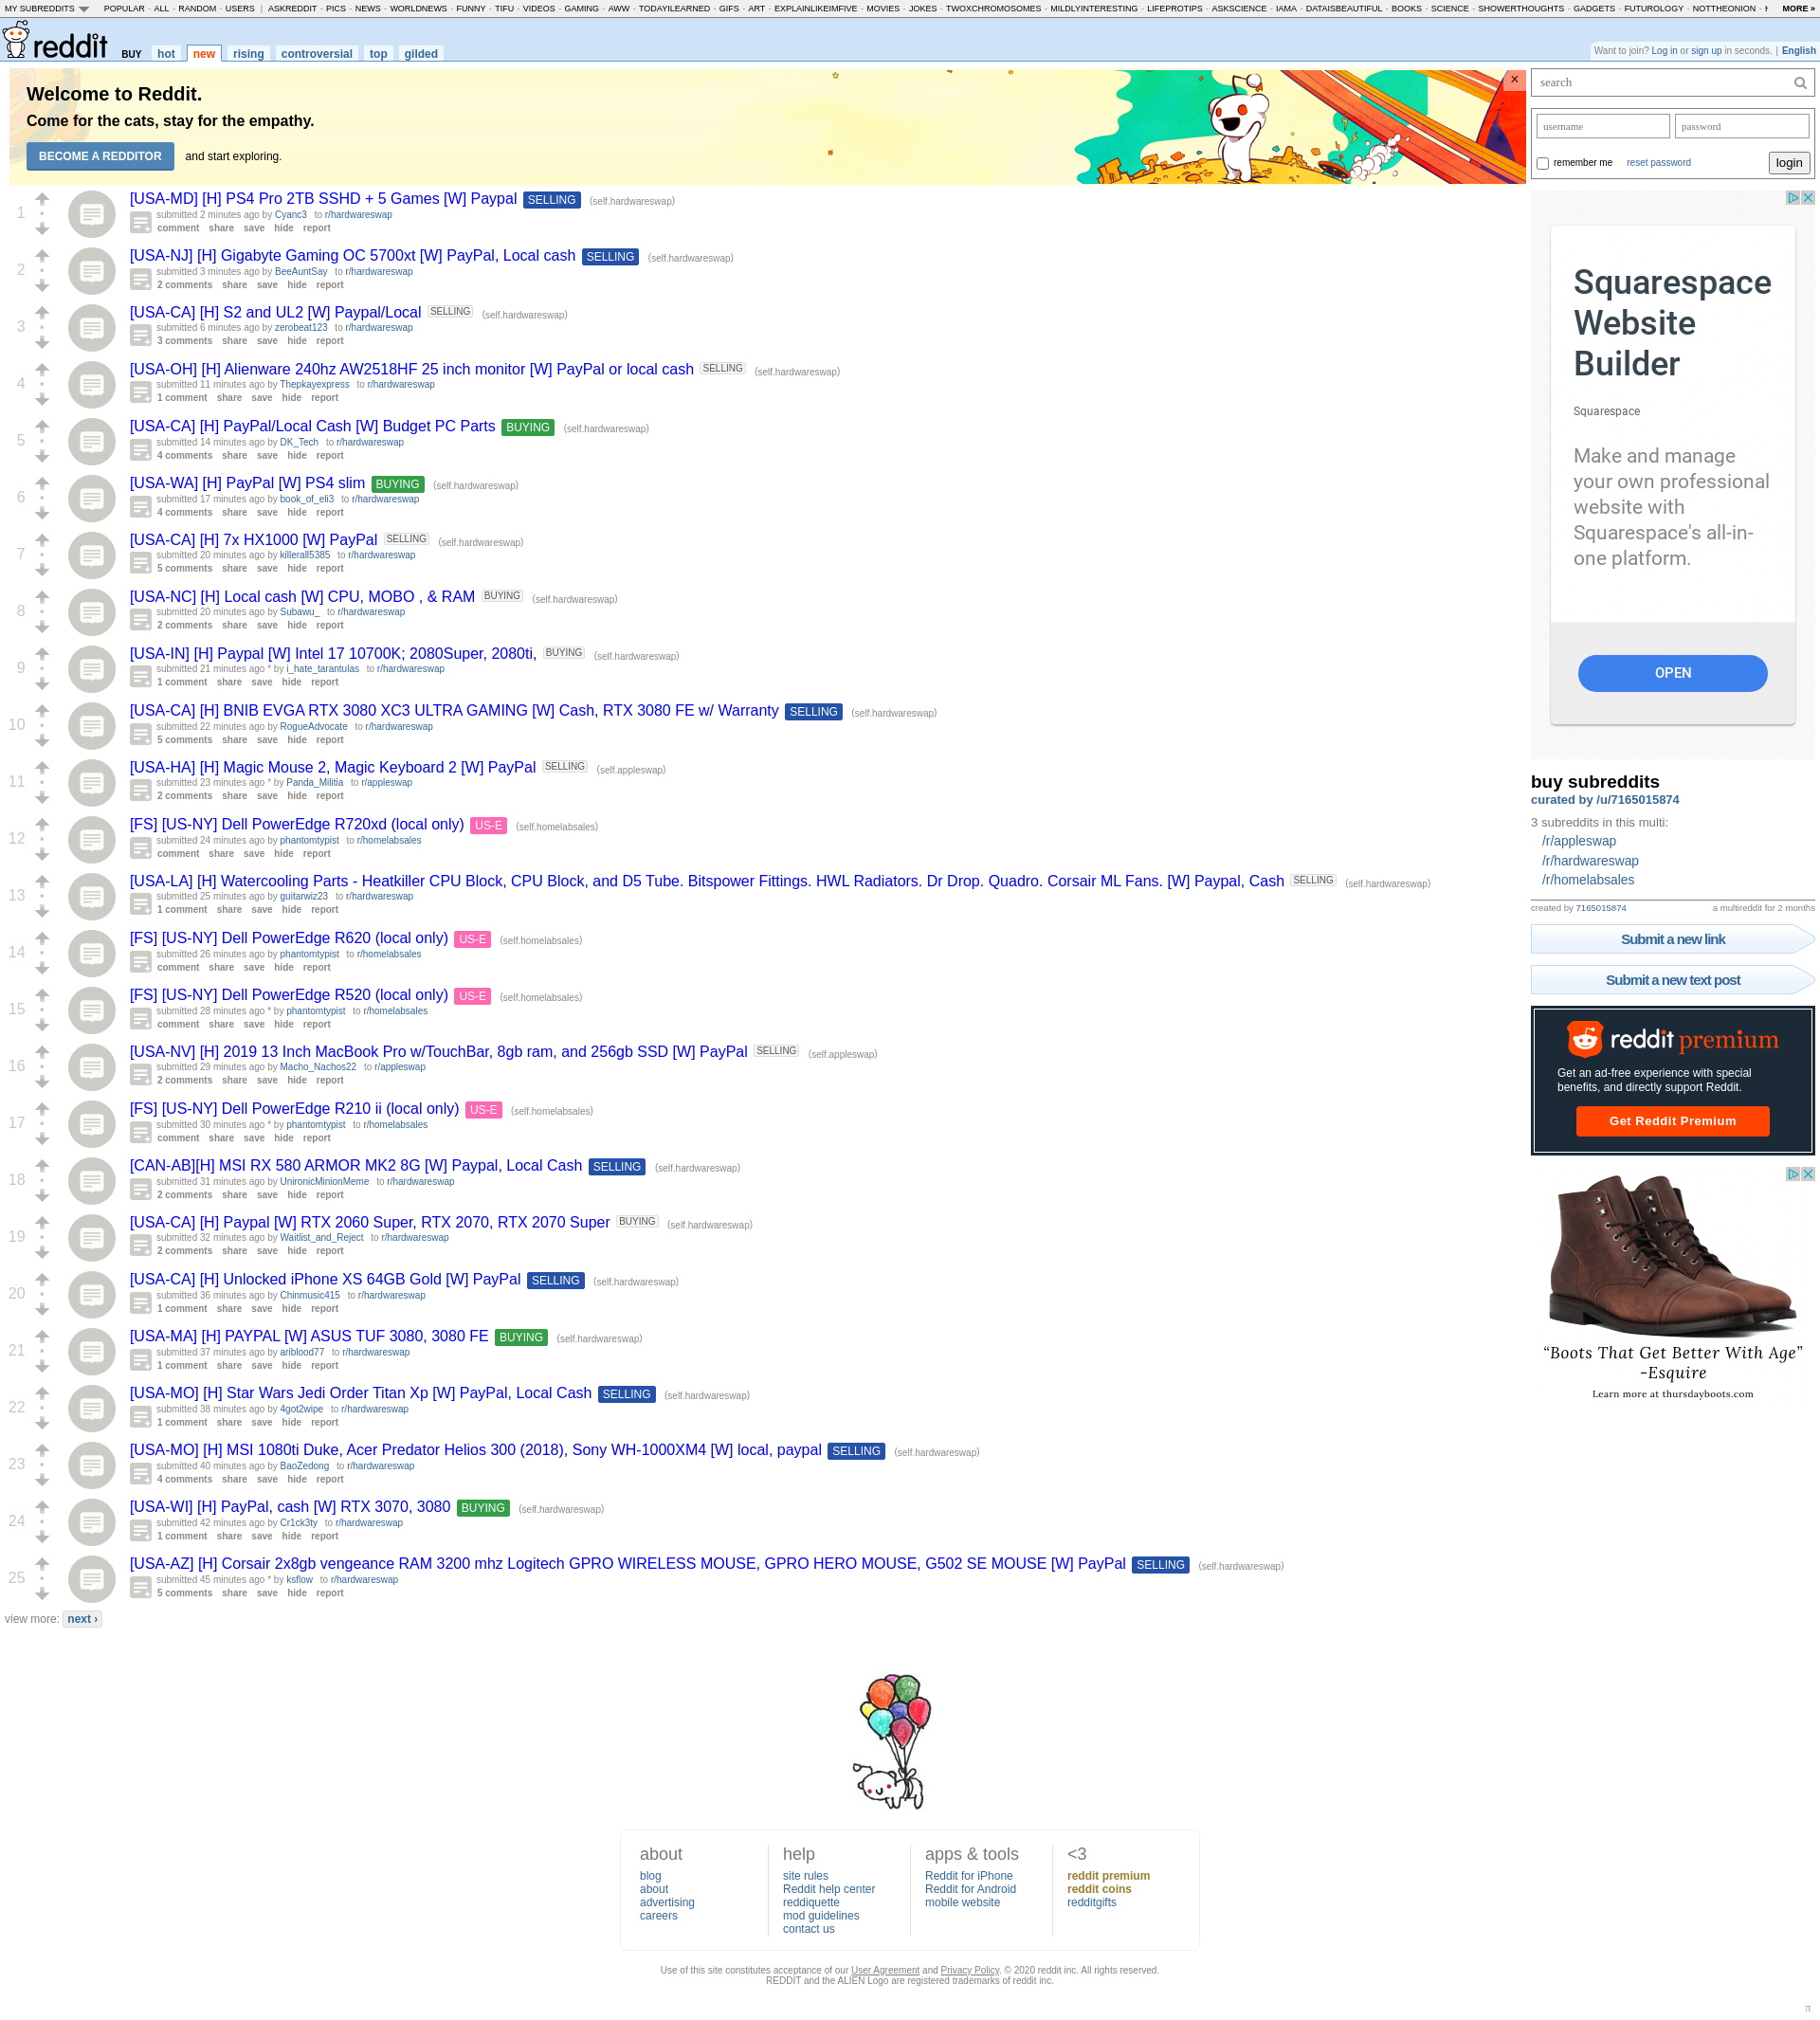 MY SUBREDDITS POPULAR - ALL - RANDOM - USERS | ASKREDDIT - PICS - NEWS - WORLDNEWS - FUNNY - TIFU - VIDEOS - GAMING - AWW - TODAYILEARNED - GIFS - ART - EXPLAINLIKEIMFIVE - MOVIES - JOKES - TWOXCHROMOSOMES - MILDLYINTERESTING - LIFEPROTIPS - ASKSCIENCE - IAMA - DATAISBEAUTIFUL - BOOKS - SCIENCE - SHOWERTHOUGHTS - GADGETS - FUTUROLOGY - NOTTHEONION - MORE »
reddit BUY hot new rising controversial top gilded
Want to join? Log in or sign up in seconds. | English
Welcome to Reddit.
Come for the cats, stay for the empathy.
BECOME A REDDITOR and start exploring.
1 [USA-MD] [H] PS4 Pro 2TB SSHD + 5 Games [W] Paypal SELLING (self.hardwareswap)
submitted 2 minutes ago by Cyanc3 to r/hardwareswap
comment share save hide report
2 [USA-NJ] [H] Gigabyte Gaming OC 5700xt [W] PayPal, Local cash SELLING (self.hardwareswap)
submitted 3 minutes ago by BeeAuntSay to r/hardwareswap
2 comments share save hide report
3 [USA-CA] [H] S2 and UL2 [W] Paypal/Local SELLING (self.hardwareswap)
submitted 6 minutes ago by zerobeat123 to r/hardwareswap
3 comments share save hide report
4 [USA-OH] [H] Alienware 240hz AW2518HF 25 inch monitor [W] PayPal or local cash SELLING (self.hardwareswap)
submitted 11 minutes ago by Thepkayexpress to r/hardwareswap
1 comment share save hide report
5 [USA-CA] [H] PayPal/Local Cash [W] Budget PC Parts BUYING (self.hardwareswap)
submitted 14 minutes ago by DK_Tech to r/hardwareswap
4 comments share save hide report
6 [USA-WA] [H] PayPal [W] PS4 slim BUYING (self.hardwareswap)
submitted 17 minutes ago by book_of_eli3 to r/hardwareswap
4 comments share save hide report
7 [USA-CA] [H] 7x HX1000 [W] PayPal SELLING (self.hardwareswap)
submitted 20 minutes ago by killerall5385 to r/hardwareswap
5 comments share save hide report
8 [USA-NC] [H] Local cash [W] CPU, MOBO , & RAM BUYING (self.hardwareswap)
submitted 20 minutes ago by Subawu_ to r/hardwareswap
2 comments share save hide report
9 [USA-IN] [H] Paypal [W] Intel 17 10700K; 2080Super, 2080ti, BUYING (self.hardwareswap)
submitted 21 minutes ago * by i_hate_tarantulas to r/hardwareswap
1 comment share save hide report
10 [USA-CA] [H] BNIB EVGA RTX 3080 XC3 ULTRA GAMING [W] Cash, RTX 3080 FE w/ Warranty SELLING (self.hardwareswap)
submitted 22 minutes ago by RogueAdvocate to r/hardwareswap
5 comments share save hide report
11 [USA-HA] [H] Magic Mouse 2, Magic Keyboard 2 [W] PayPal SELLING (self.appleswap)
submitted 23 minutes ago * by Panda_Militia to r/appleswap
2 comments share save hide report
12 [FS] [US-NY] Dell PowerEdge R720xd (local only) US-E (self.homelabsales)
submitted 24 minutes ago by phantomtypist to r/homelabsales
comment share save hide report
13 [USA-LA] [H] Watercooling Parts - Heatkiller CPU Block, CPU Block, and D5 Tube. Bitspower Fittings. HWL Radiators. Dr Drop. Quadro. Corsair ML Fans. [W] Paypal, Cash SELLING (self.hardwareswap)
submitted 25 minutes ago by guitarwiz23 to r/hardwareswap
1 comment share save hide report
14 [FS] [US-NY] Dell PowerEdge R620 (local only) US-E (self.homelabsales)
submitted 26 minutes ago by phantomtypist to r/homelabsales
comment share save hide report
15 [FS] [US-NY] Dell PowerEdge R520 (local only) US-E (self.homelabsales)
submitted 28 minutes ago * by phantomtypist to r/homelabsales
comment share save hide report
16 [USA-NV] [H] 2019 13 Inch MacBook Pro w/TouchBar, 8gb ram, and 256gb SSD [W] PayPal SELLING (self.appleswap)
submitted 29 minutes ago by Macho_Nachos22 to r/appleswap
2 comments share save hide report
17 [FS] [US-NY] Dell PowerEdge R210 ii (local only) US-E (self.homelabsales)
submitted 30 minutes ago * by phantomtypist to r/homelabsales
comment share save hide report
18 [CAN-AB][H] MSI RX 580 ARMOR MK2 8G [W] Paypal, Local Cash SELLING (self.hardwareswap)
submitted 31 minutes ago by UnironicMinionMeme to r/hardwareswap
2 comments share save hide report
19 [USA-CA] [H] Paypal [W] RTX 2060 Super, RTX 2070, RTX 2070 Super BUYING (self.hardwareswap)
submitted 32 minutes ago by Waitlist_and_Reject to r/hardwareswap
2 comments share save hide report
20 [USA-CA] [H] Unlocked iPhone XS 64GB Gold [W] PayPal SELLING (self.hardwareswap)
submitted 36 minutes ago by Chinmusic415 to r/hardwareswap
1 comment share save hide report
21 [USA-MA] [H] PAYPAL [W] ASUS TUF 3080, 3080 FE BUYING (self.hardwareswap)
submitted 37 minutes ago by ariblood77 to r/hardwareswap
1 comment share save hide report
22 [USA-MO] [H] Star Wars Jedi Order Titan Xp [W] PayPal, Local Cash SELLING (self.hardwareswap)
submitted 38 minutes ago by 4got2wipe to r/hardwareswap
1 comment share save hide report
23 [USA-MO] [H] MSI 1080ti Duke, Acer Predator Helios 300 (2018), Sony WH-1000XM4 [W] local, paypal SELLING (self.hardwareswap)
submitted 40 minutes ago by BaoZedong to r/hardwareswap
4 comments share save hide report
24 [USA-WI] [H] PayPal, cash [W] RTX 3070, 3080 BUYING (self.hardwareswap)
submitted 42 minutes ago by Cr1ck3ty to r/hardwareswap
1 comment share save hide report
25 [USA-AZ] [H] Corsair 2x8gb vengeance RAM 3200 mhz Logitech GPRO WIRELESS MOUSE, GPRO HERO MOUSE, G502 SE MOUSE [W] PayPal SELLING (self.hardwareswap)
submitted 45 minutes ago * by ksflow to r/hardwareswap
5 comments share save hide report
view more: next ›
search
username password
remember me reset password login
Squarespace
Website
Builder
Squarespace
Make and manage
your own professional
website with
Squarespace's all-in-
one platform.
OPEN
buy subreddits
curated by /u/7165015874
3 subreddits in this multi:
/r/appleswap
/r/hardwareswap
/r/homelabsales
created by 7165015874 a multireddit for 2 months
Submit a new link
Submit a new text post
reddit premium
Get an ad-free experience with special
benefits, and directly support Reddit.
Get Reddit Premium
“Boots That Get Better With Age”
-Esquire
Learn more at thursdayboots.com
about
blog
about
advertising
careers
help
site rules
Reddit help center
reddiquette
mod guidelines
contact us
apps & tools
Reddit for iPhone
Reddit for Android
mobile website
<3
reddit premium
reddit coins
redditgifts
Use of this site constitutes acceptance of our User Agreement and Privacy Policy. © 2020 reddit inc. All rights reserved.
REDDIT and the ALIEN Logo are registered trademarks of reddit inc.
π